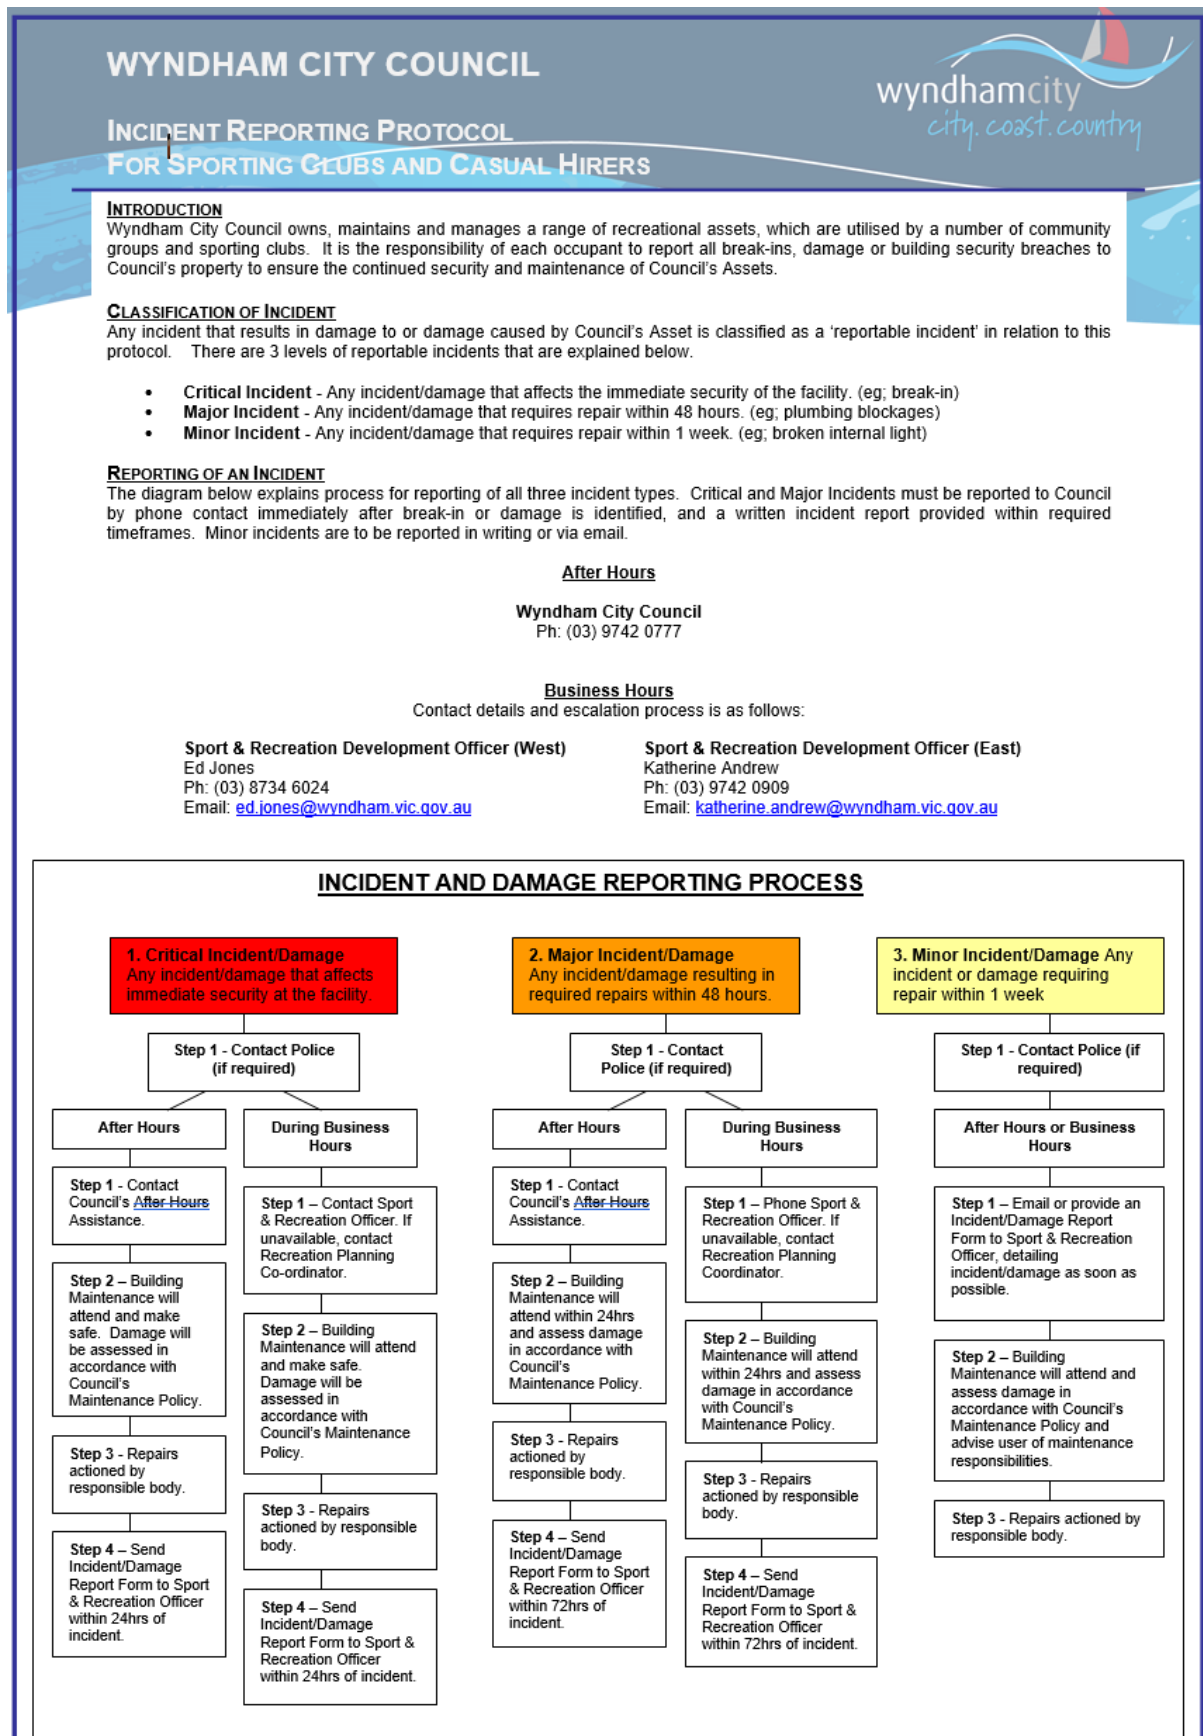 WYNDHAM CITY COUNCIL
INCIDENT REPORTING PROTOCOL
FOR SPORTING CLUBS AND CASUAL HIRERS
wyndhamcity
city. coast. country
INTRODUCTION
Wyndham City Council owns, maintains and manages a range of recreational assets, which are utilised by a number of community
groups and sporting clubs. It is the responsibility of each occupant to report all break-ins, damage or building security breaches to
Council's property to ensure the continued security and maintenance of Council's Assets.
CLASSIFICATION OF INCIDENT
Any incident that results in damage to or damage caused by Council's Asset is classified as a 'reportable incident' in relation to this
protocol. There are 3 levels of reportable incidents that are explained below.
• Critical Incident - Any incident/damage that affects the immediate security of the facility. (eg; break-in)
• Major Incident - Any incident/damage that requires repair within 48 hours. (eg; plumbing blockages)
• Minor Incident - Any incident/damage that requires repair within 1 week. (eg; broken internal light)
REPORTING OF AN INCIDENT
The diagram below explains process for reporting of all three incident types. Critical and Major Incidents must be reported to Council
by phone contact immediately after break-in or damage is identified, and a written incident report provided within required
timeframes. Minor incidents are to be reported in writing or via email.
After Hours
Wyndham City Council
Ph: (03) 9742 0777
Business Hours
Contact details and escalation process is as follows:
Sport & Recreation Development Officer (West)
Ed Jones
Ph: (03) 8734 6024
Email: ed.jones@wyndham.vic.gov.au
Sport & Recreation Development Officer (East)
Katherine Andrew
Ph: (03) 9742 0909
Email: katherine.andrew@wyndham.vic.gov.au
INCIDENT AND DAMAGE REPORTING PROCESS
1. Critical Incident/Damage
Any incident/damage that affects
immediate security at the facility.
Step 1 - Contact Police
(if required)
After Hours
Step 1 - Contact
Council's After Hours
Assistance.
Step 2 – Building
Maintenance will
attend and make
safe. Damage will
be assessed in
accordance with
Council's
Maintenance Policy.
Step 3 - Repairs
actioned by
responsible body.
Step 4 – Send
Incident/Damage
Report Form to Sport
& Recreation Officer
within 24hrs of
incident.
During Business
Hours
Step 1 – Contact Sport
& Recreation Officer. If
unavailable, contact
Recreation Planning
Co-ordinator.
Step 2 – Building
Maintenance will attend
and make safe.
Damage will be
assessed in
accordance with
Council's Maintenance
Policy.
Step 3 - Repairs
actioned by responsible
body.
Step 4 – Send
Incident/Damage
Report Form to Sport &
Recreation Officer
within 24hrs of incident.
2. Major Incident/Damage
Any incident/damage resulting in
required repairs within 48 hours.
Step 1 - Contact
Police (if required)
After Hours
Step 1 - Contact
Council's After Hours
Assistance.
Step 2 – Building
Maintenance will
attend within 24hrs
and assess damage
in accordance with
Council's
Maintenance Policy.
Step 3 - Repairs
actioned by
responsible body.
Step 4 – Send
Incident/Damage
Report Form to Sport
& Recreation Officer
within 72hrs of
incident.
During Business
Hours
Step 1 – Phone Sport &
Recreation Officer. If
unavailable, contact
Recreation Planning
Coordinator.
Step 2 – Building
Maintenance will attend
within 24hrs and assess
damage in accordance
with Council's
Maintenance Policy.
Step 3 - Repairs
actioned by responsible
body.
Step 4 – Send
Incident/Damage
Report Form to Sport &
Recreation Officer
within 72hrs of incident.
3. Minor Incident/Damage Any
incident or damage requiring
repair within 1 week
Step 1 - Contact Police (if
required)
After Hours or Business
Hours
Step 1 – Email or provide an
Incident/Damage Report
Form to Sport & Recreation
Officer, detailing
incident/damage as soon as
possible.
Step 2 – Building
Maintenance will attend and
assess damage in
accordance with Council's
Maintenance Policy and
advise user of maintenance
responsibilities.
Step 3 - Repairs actioned by
responsible body.